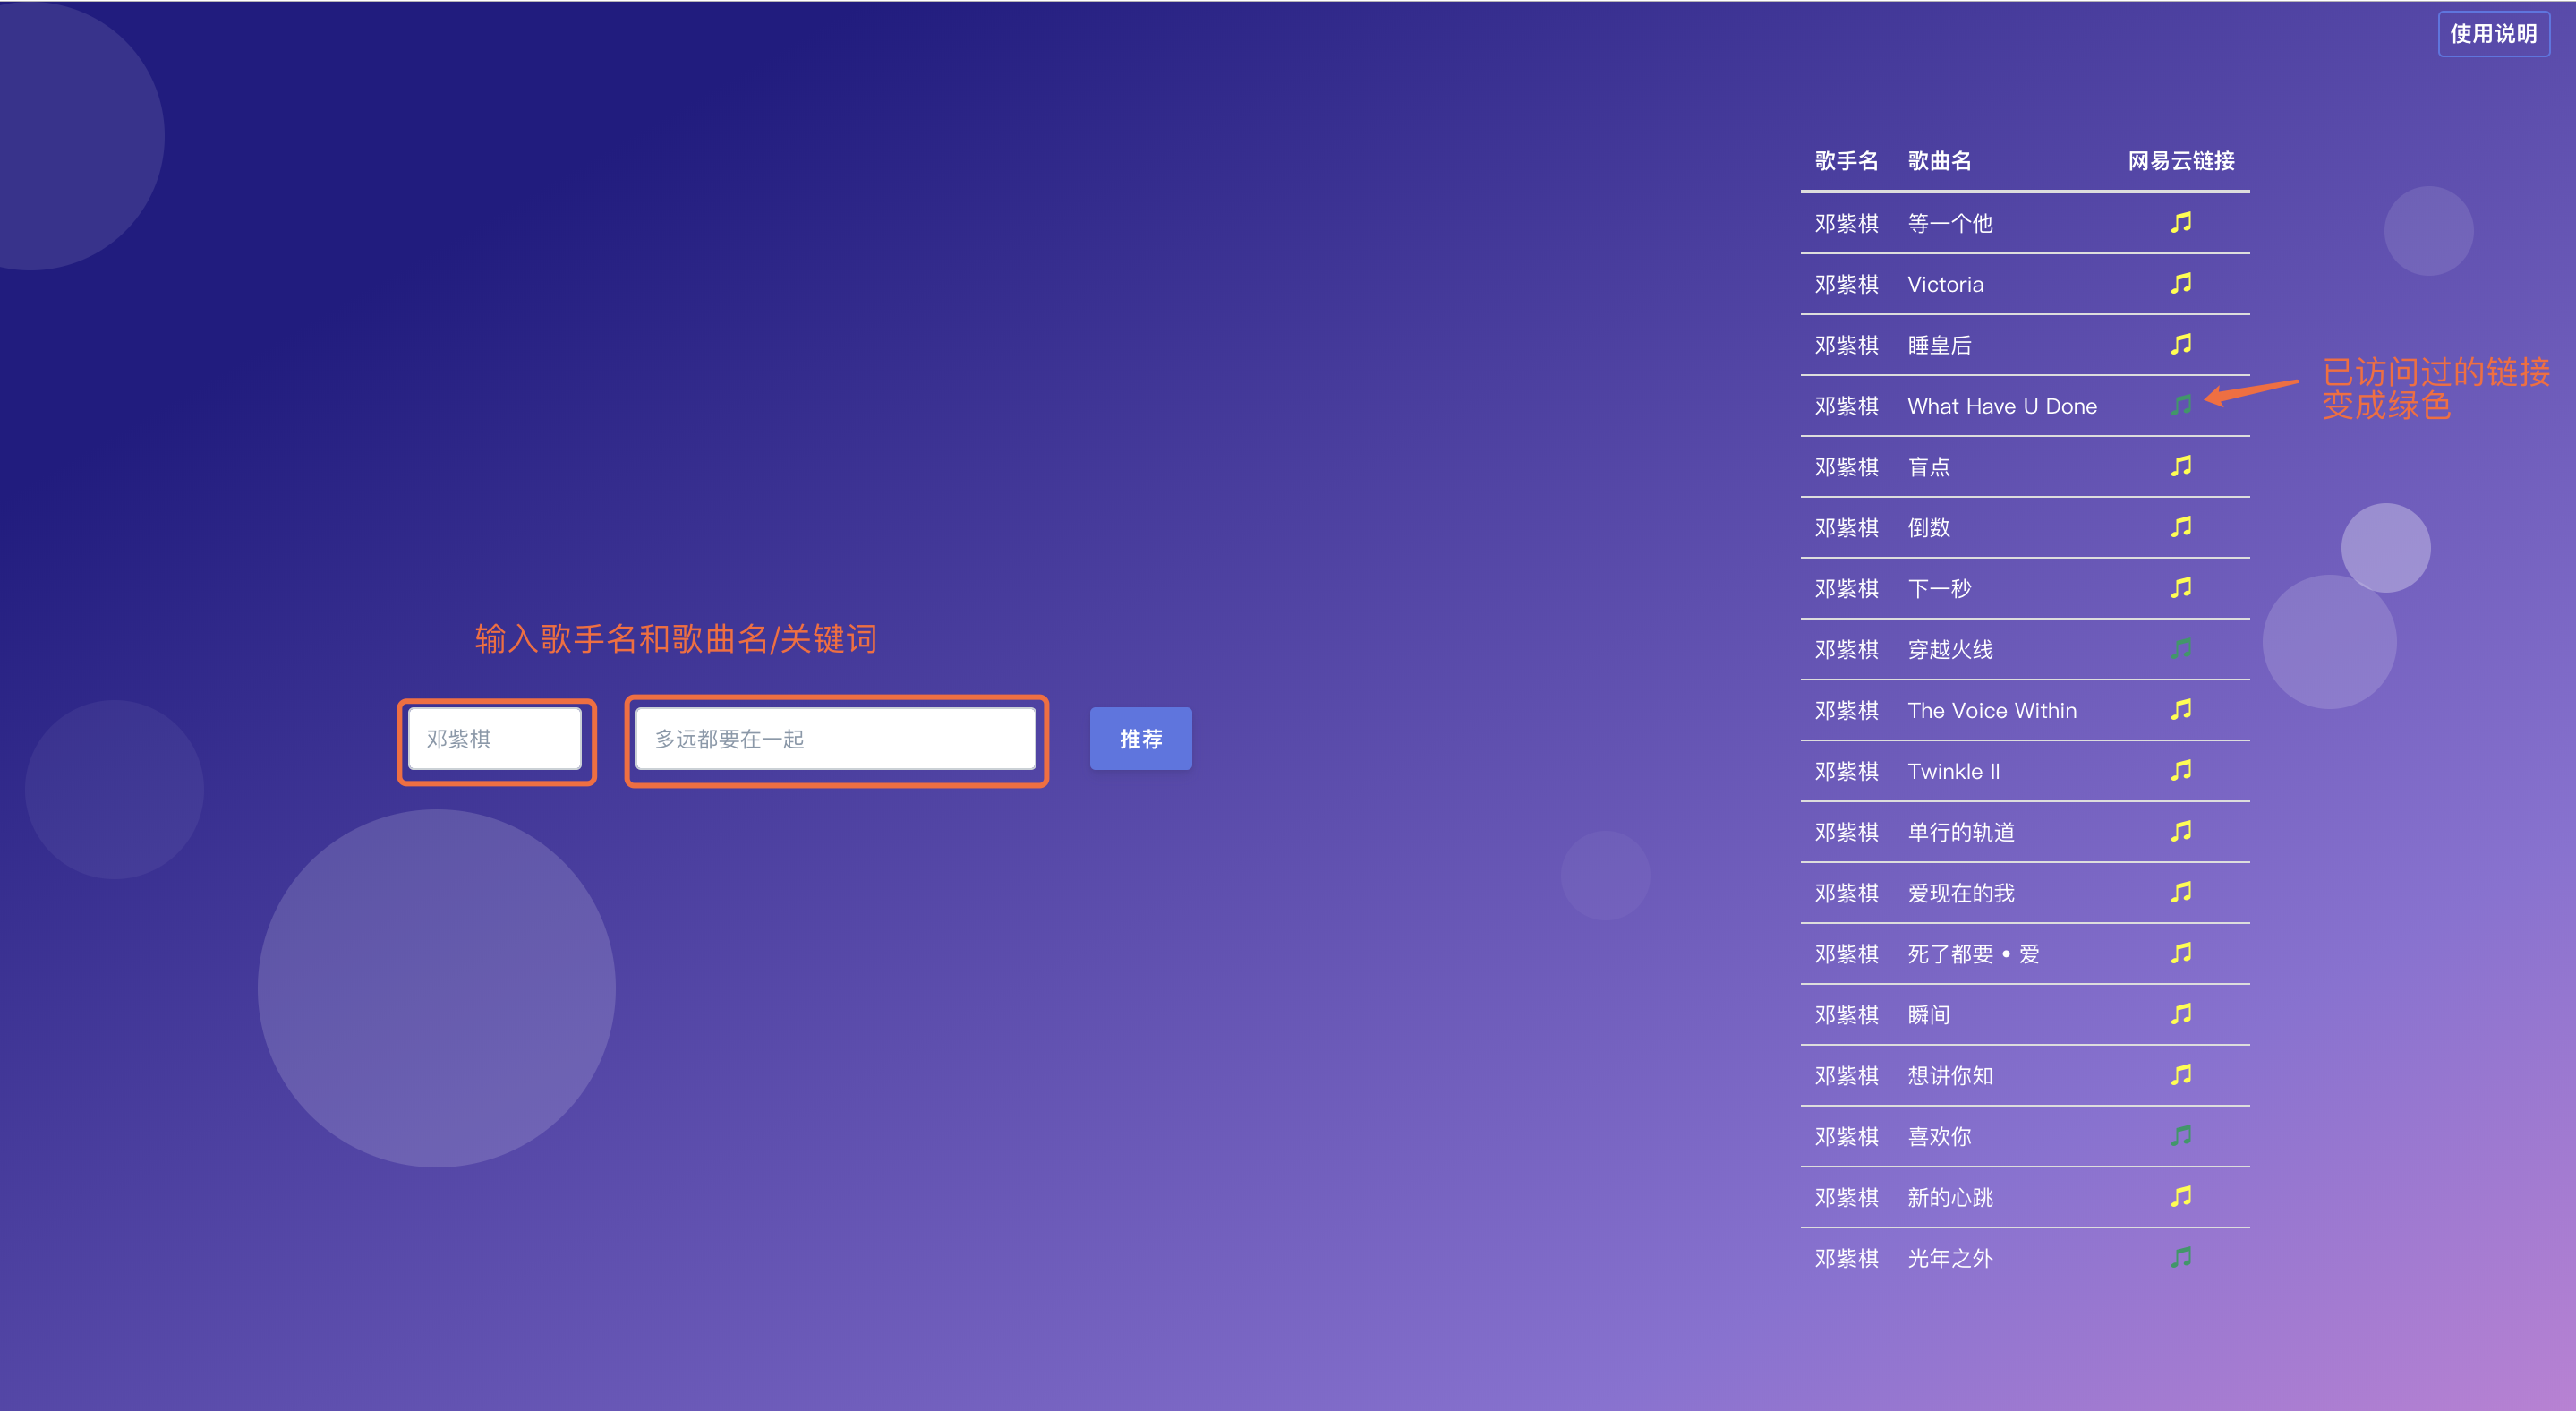 使用说明
歌手名 歌曲名 网易云链接
邓紫棋 等一个他
邓紫棋 Victoria
邓紫棋 睡皇后
邓紫棋 What Have U Done
已访问过的链接
变成绿色
邓紫棋 盲点
邓紫棋 倒数
邓紫棋 下一秒
邓紫棋 穿越火线
邓紫棋 The Voice Within
邓紫棋 Twinkle II
邓紫棋 单行的轨道
邓紫棋 爱现在的我
邓紫棋 死了都要 • 爱
邓紫棋 瞬间
邓紫棋 想讲你知
邓紫棋 喜欢你
邓紫棋 新的心跳
邓紫棋 光年之外
输入歌手名和歌曲名/关键词
邓紫棋 多远都要在一起 推荐